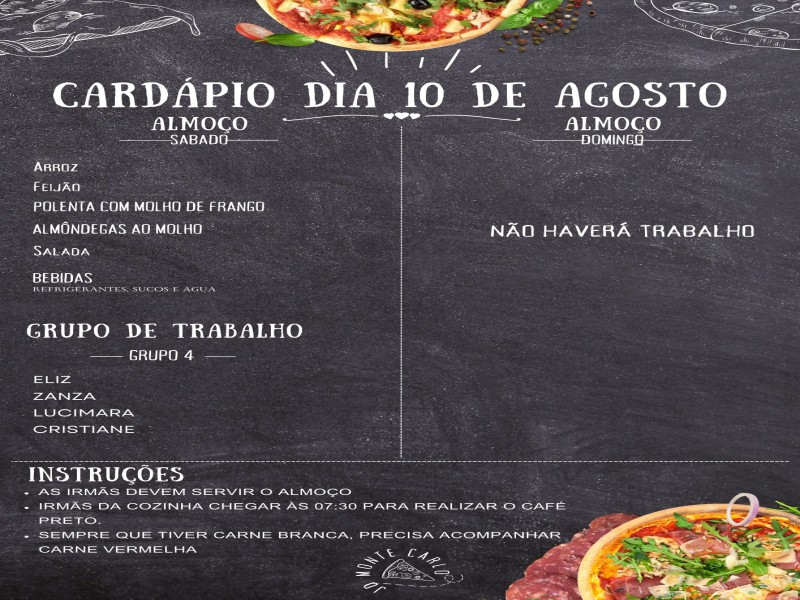 CARDÁPIO DIA 10 DE AGOSTO
ALMOÇO
SABADO
ARROZ
FEIJÃO
POLENTA COM MOLHO DE FRANGO
ALMÔNDEGAS AO MOLHO
SALADA
BEBIDAS
REFRIGERANTES, SUCOS E AGUA
ALMOÇO
DOMINGO
NÃO HAVERÁ TRABALHO
GRUPO DE TRABALHO
GRUPO 4
ELIZ
ZANZA
LUCIMARA
CRISTIANE
INSTRUÇÕES
• AS IRMÃS DEVEM SERVIR O ALMOÇO
• IRMÃS DA COZINHA CHEGAR ÀS 07:30 PARA REALIZAR O CAFÉ
PRETO.
• SEMPRE QUE TIVER CARNE BRANCA, PRECISA ACOMPANHAR
CARNE VERMELHA
JD MONTE CARLO